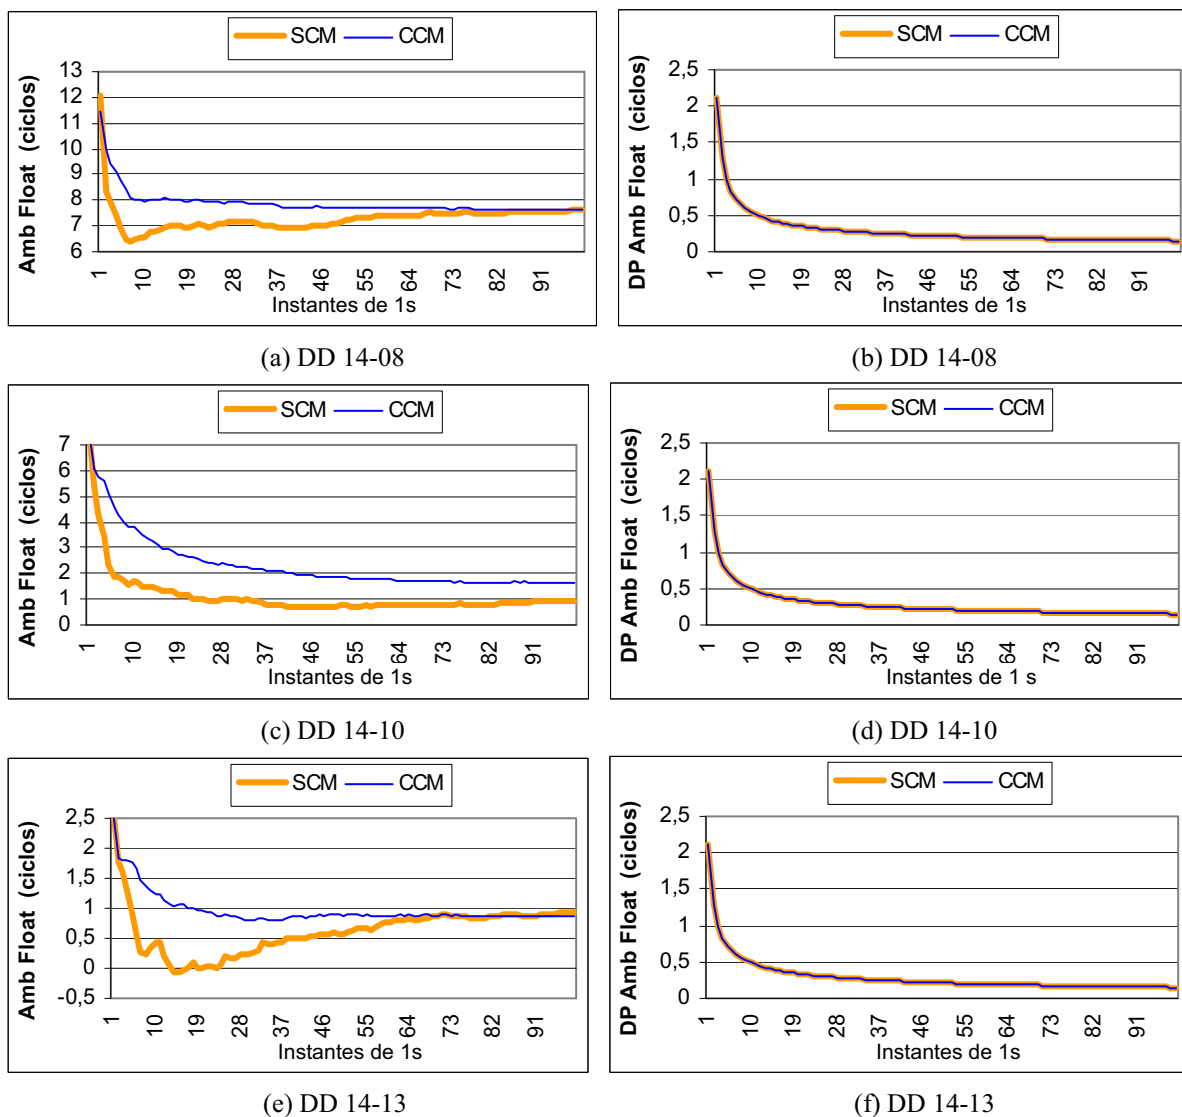 SCM CCM
Amb Float (ciclos)
13
12
11
10
9
8
7
6
1 10 19 28 37 46 55 64 73 82 91
Instantes de 1s
(a) DD 14-08
SCM CCM
DP Amb Float (ciclos)
2,5
2
1,5
1
0,5
0
1 10 19 28 37 46 55 64 73 82 91
Instantes de 1s
(b) DD 14-08
SCM CCM
Amb Float (ciclos)
7
6
5
4
3
2
1
0
1 10 19 28 37 46 55 64 73 82 91
Instantes de 1s
(c) DD 14-10
SCM CCM
DP Amb Float (ciclos)
2,5
2
1,5
1
0,5
0
1 10 19 28 37 46 55 64 73 82 91
Instantes de 1 s
(d) DD 14-10
SCM CCM
Amb Float (ciclos)
2,5
2
1,5
1
0,5
0
-0,5
1 10 19 28 37 46 55 64 73 82 91
Instantes de 1s
(e) DD 14-13
SCM CCM
DP Amb Float (ciclos)
2,5
2
1,5
1
0,5
0
1 10 19 28 37 46 55 64 73 82 91
Instantes de 1s
(f) DD 14-13